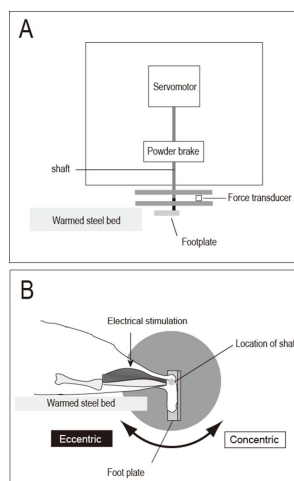 A
Servomotor
Powder brake
shaft
Force transducer
Warmed steel bed
Footplate
B
Electrical stimulation
Location of shaf
Warmed steel bed
Eccentric
Concentric
Foot plate